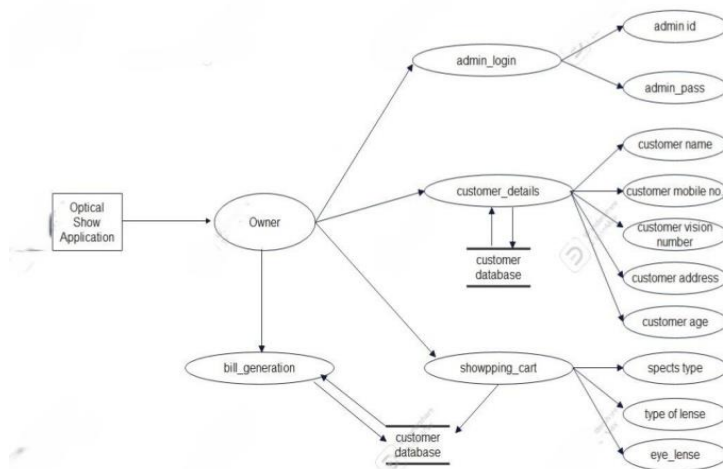 admin id
admin_login
admin_pass
customer name
customer mobile no.
customer_details
customer vision
number
customer address
customer age
customer
database
Optical
Show
Application
Owner
bill_generation
showpping_cart
spects type
type of lense
eye_lense
customer
database